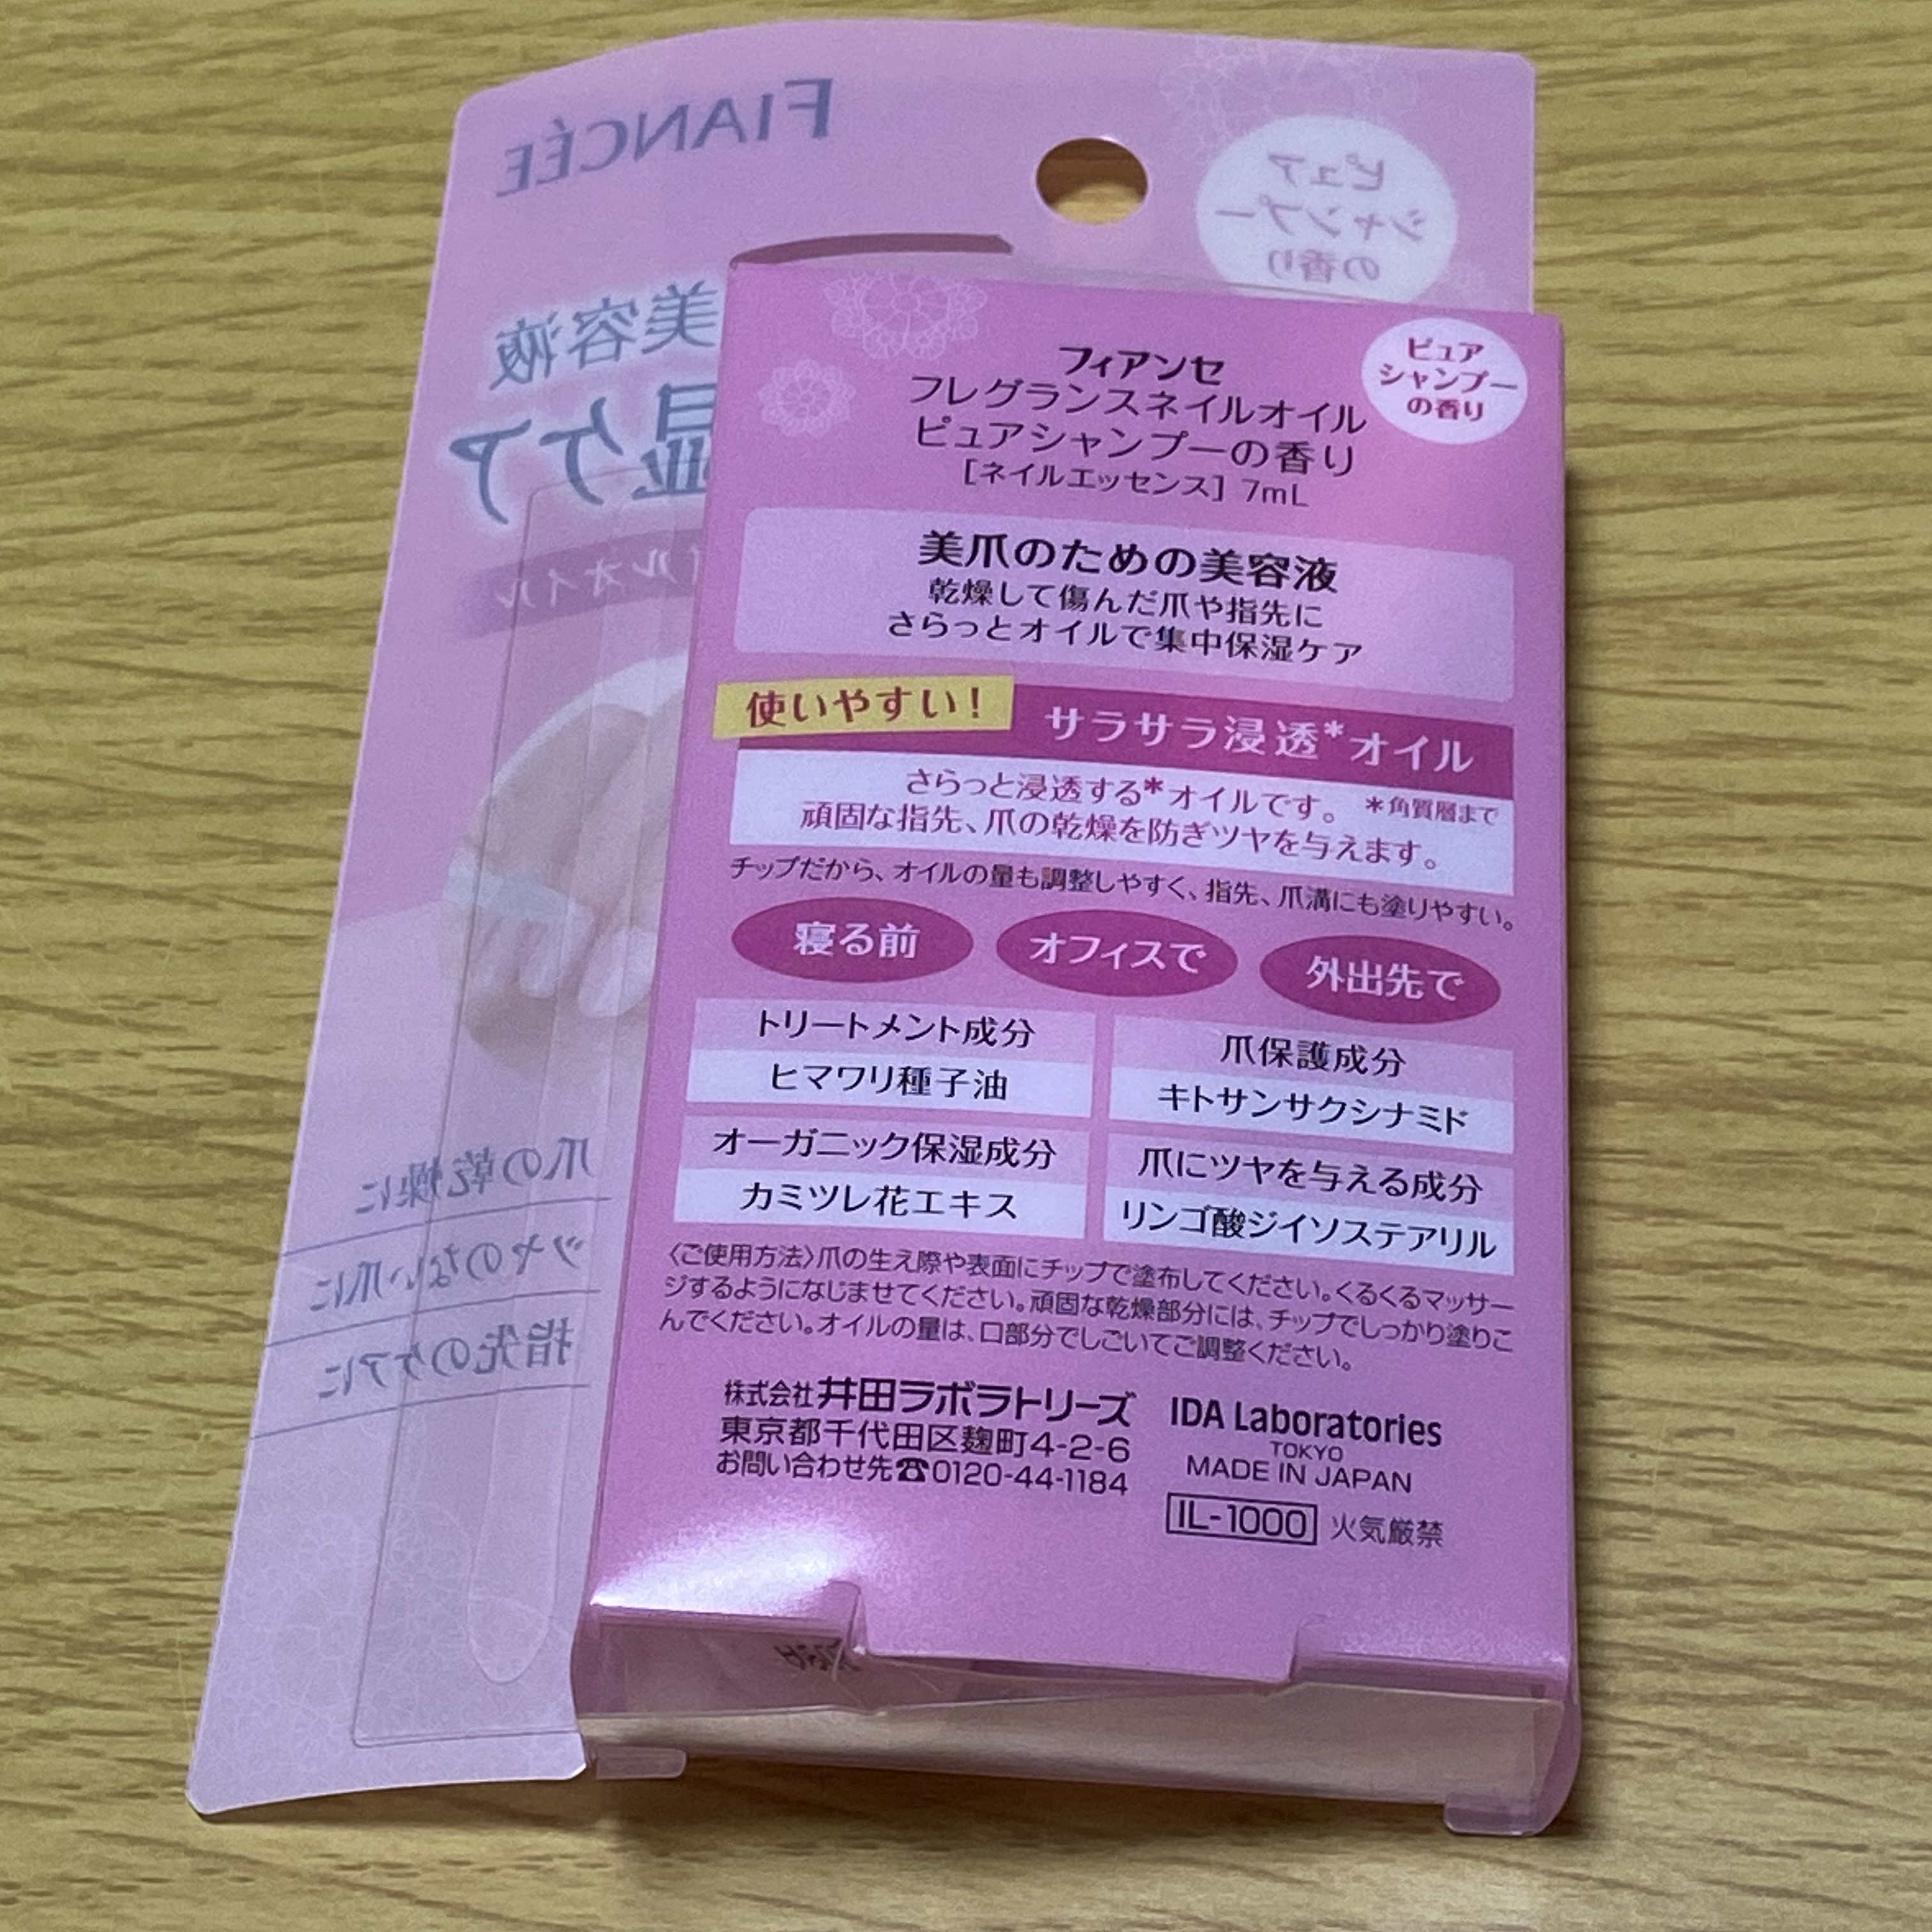 FIANCÉE
ピュア
シャンプー
の香り
美容液
湿ケア
イルオイル
爪の乾燥に
ツヤのない爪に
指先のケアに
フィアンセ
フレグランスネイルオイル
ピュアシャンプーの香り
[ネイルエッセンス] 7mL
ピュア
シャンプー
の香り
美爪のための美容液
乾燥して傷んだ爪や指先に
さらっとオイルで集中保湿ケア
使いやすい！
サラサラ浸透*オイル
さらっと浸透する*オイルです。 *角質層まで
頑固な指先、爪の乾燥を防ぎツヤを与えます。
チップだから、オイルの量も調整しやすく、指先、爪溝にも塗りやすい。
寝る前 オフィスで 外出先で
トリートメント成分
ヒマワリ種子油
爪保護成分
キトサンサクシナミド
オーガニック保湿成分
カミツレ花エキス
爪にツヤを与える成分
リンゴ酸ジイソステアリル
〈ご使用方法〉爪の生え際や表面にチップで塗布してください。くるくるマッサー
ジするようになじませてください。頑固な乾燥部分には、チップでしっかり塗りこ
んでください。オイルの量は、口部分でしごいてご調整ください。
株式会社井田ラボラトリーズ
東京都千代田区麹町4-2-6
お問い合わせ先☎0120-44-1184
IDA Laboratories
TOKYO
MADE IN JAPAN
IL-1000 火気厳禁